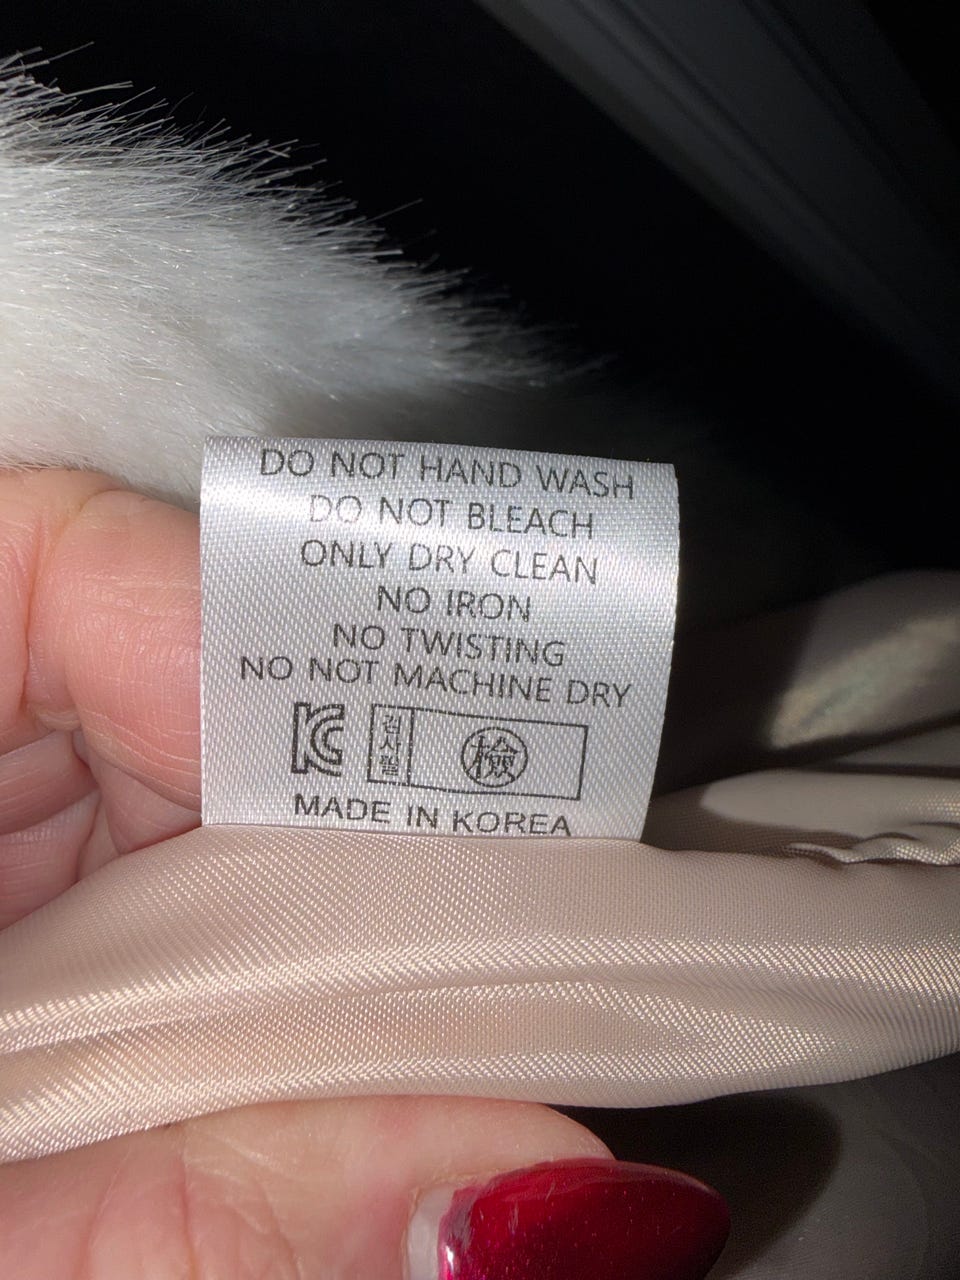 DO NOT HAND WASH
DO NOT BLEACH
ONLY DRY CLEAN
NO IRON
NO TWISTING
NO NOT MACHINE DRY
KC 검사필 檢
MADE IN KOREA